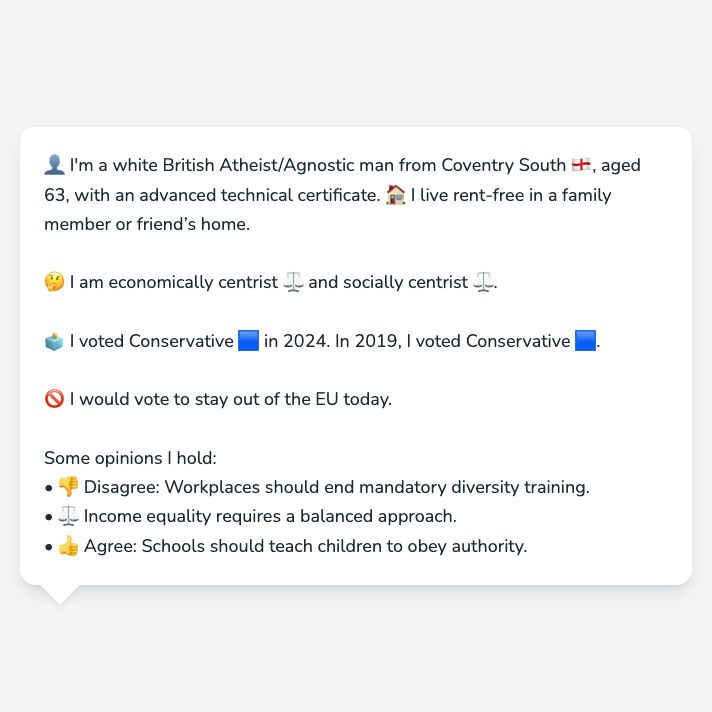 👤 I'm a white British Atheist/Agnostic man from Coventry South 🏴󠁧󠁢󠁥󠁮󠁧󠁿, aged
63, with an advanced technical certificate. 🏠 I live rent-free in a family
member or friend’s home.
🤔 I am economically centrist ⚖️ and socially centrist ⚖️.
🗳️ I voted Conservative 🟦 in 2024. In 2019, I voted Conservative 🟦.
🚫 I would vote to stay out of the EU today.
Some opinions I hold:
• 👎 Disagree: Workplaces should end mandatory diversity training.
• ⚖️ Income equality requires a balanced approach.
• 👍 Agree: Schools should teach children to obey authority.